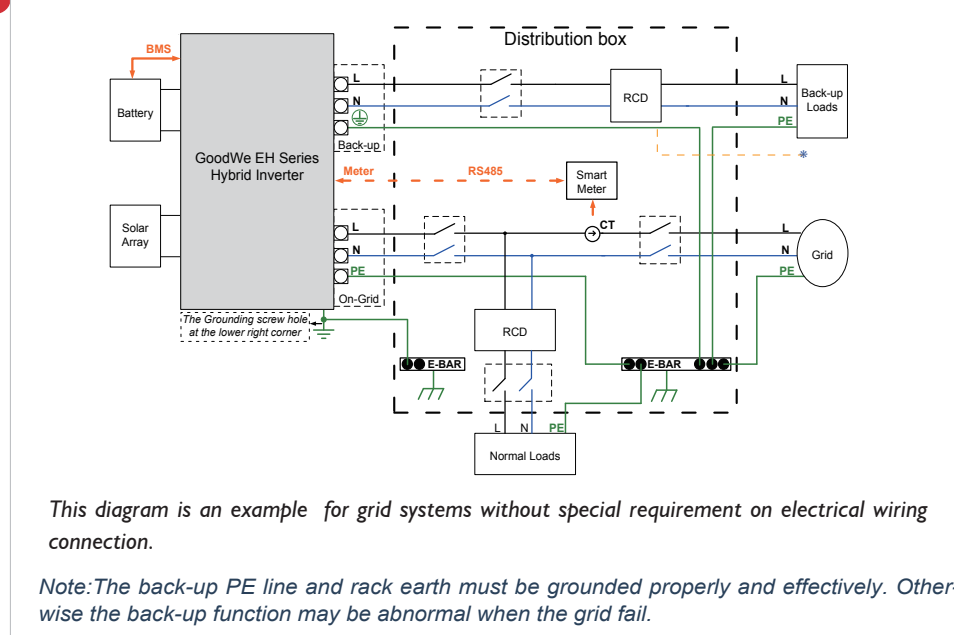 Distribution box
BMS
Battery
L
N
Back-up
RCD
L
N
PE
Back-up
Loads
GoodWe EH Series
Hybrid Inverter
Meter
RS485
Smart
Meter
*
Solar
Array
L
N
PE
On-Grid
CT
L
N
PE
Grid
The Grounding screw hole
at the lower right corner
RCD
E-BAR
E-BAR
L
N
PE
Normal Loads
This diagram is an example for grid systems without special requirement on electrical wiring
connection.
Note:The back-up PE line and rack earth must be grounded properly and effectively. Other-
wise the back-up function may be abnormal when the grid fail.